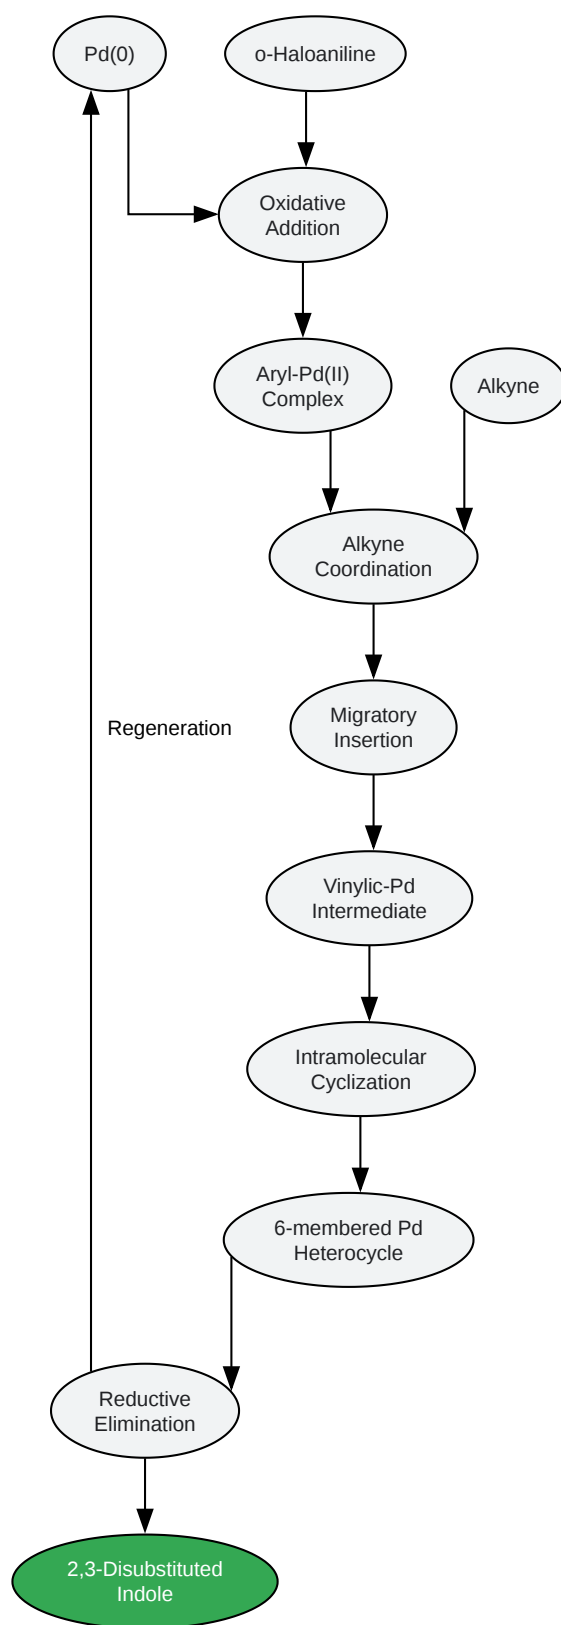 Pd(0)
o-Haloaniline
Oxidative
Addition
Aryl-Pd(II)
Complex
Alkyne
Alkyne
Coordination
Migratory
Insertion
Regeneration
Vinylic-Pd
Intermediate
Intramolecular
Cyclization
6-membered Pd
Heterocycle
Reductive
Elimination
2,3-Disubstituted
Indole